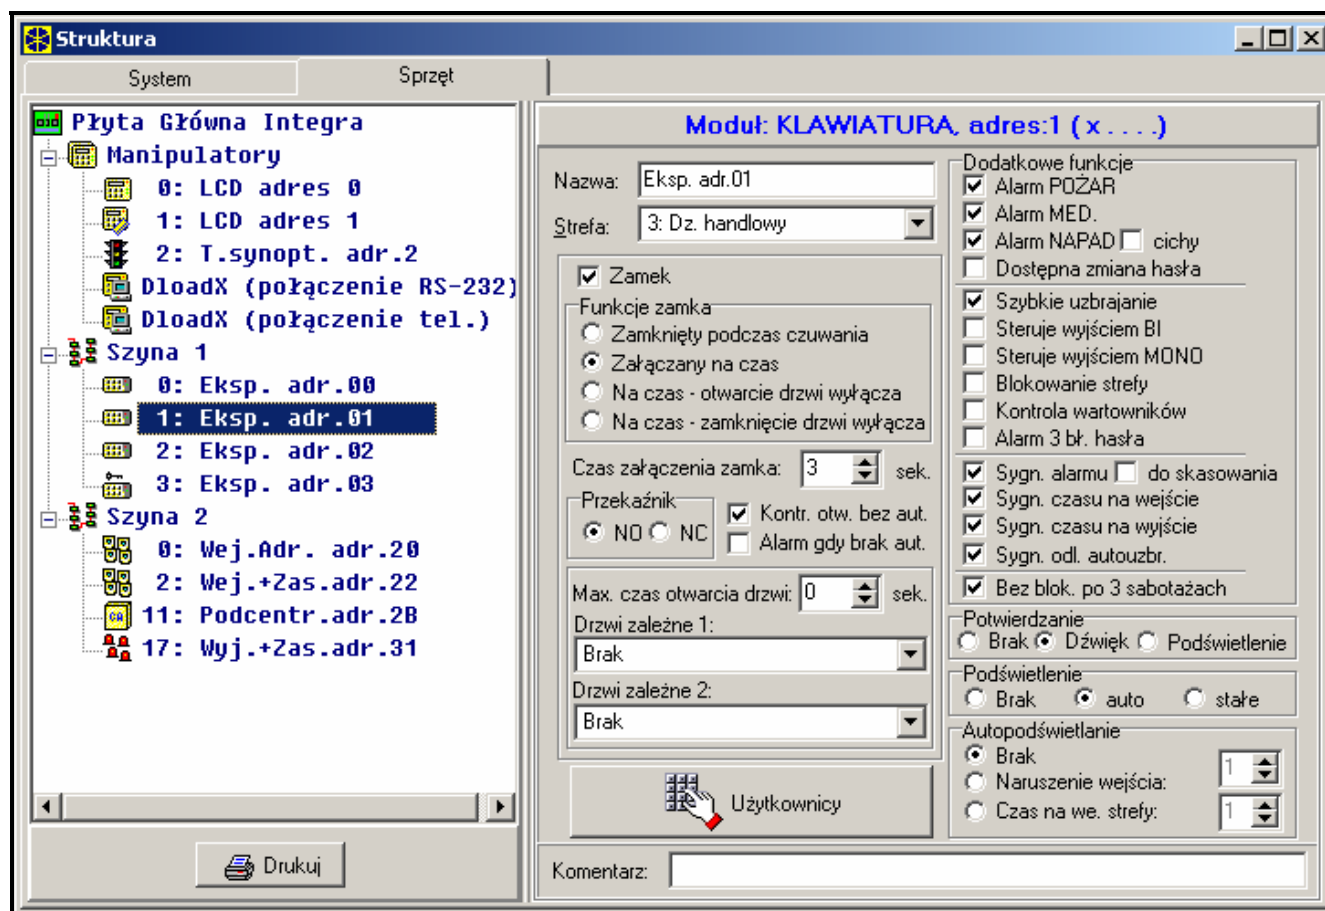 Struktura
System
Sprzęt
Płyta Główna Integra
Manipulatory
0: LCD adres 0
1: LCD adres 1
2: T.synopt. adr.2
DloadX (połączenie RS-232)
DloadX (połączenie tel.)
Szyna 1
0: Eksp. adr.00
1: Eksp. adr.01
2: Eksp. adr.02
3: Eksp. adr.03
Szyna 2
0: Wej.Adr. adr.20
2: Wej.+Zas.adr.22
11: Podcentr.adr.2B
17: Wyj.+Zas.adr.31
Drukuj
Moduł: KLAWIATURA, adres:1 ( x . . . .)
Nazwa: Eksp. adr.01
Strefa: 3: Dz. handlowy
Zamek
Funkcje zamka
Zamknięty podczas czuwania
Załączany na czas
Na czas - otwarcie drzwi wyłącza
Na czas - zamknięcie drzwi wyłącza
Czas załączenia zamka: 3 sek.
Przekaźnik
NO NC
Kontr. otw. bez aut.
Alarm gdy brak aut.
Max. czas otwarcia drzwi: 0 sek.
Drzwi zależne 1:
Brak
Drzwi zależne 2:
Brak
Użytkownicy
Dodatkowe funkcje
Alarm POŻAR
Alarm MED.
Alarm NAPAD cichy
Dostępna zmiana hasła
Szybkie uzbrajanie
Steruje wyjściem BI
Steruje wyjściem MONO
Blokowanie strefy
Kontrola wartowników
Alarm 3 bł. hasła
Sygn. alarmu do skasowania
Sygn. czasu na wejście
Sygn. czasu na wyjście
Sygn. odl. autouzbr.
Bez blok. po 3 sabotażach
Potwierdzanie
Brak Dźwięk Podświetlenie
Podświetlenie
Brak auto stałe
Autopodświetlanie
Brak
Naruszenie wejścia: 1
Czas na we. strefy: 1
Komentarz: